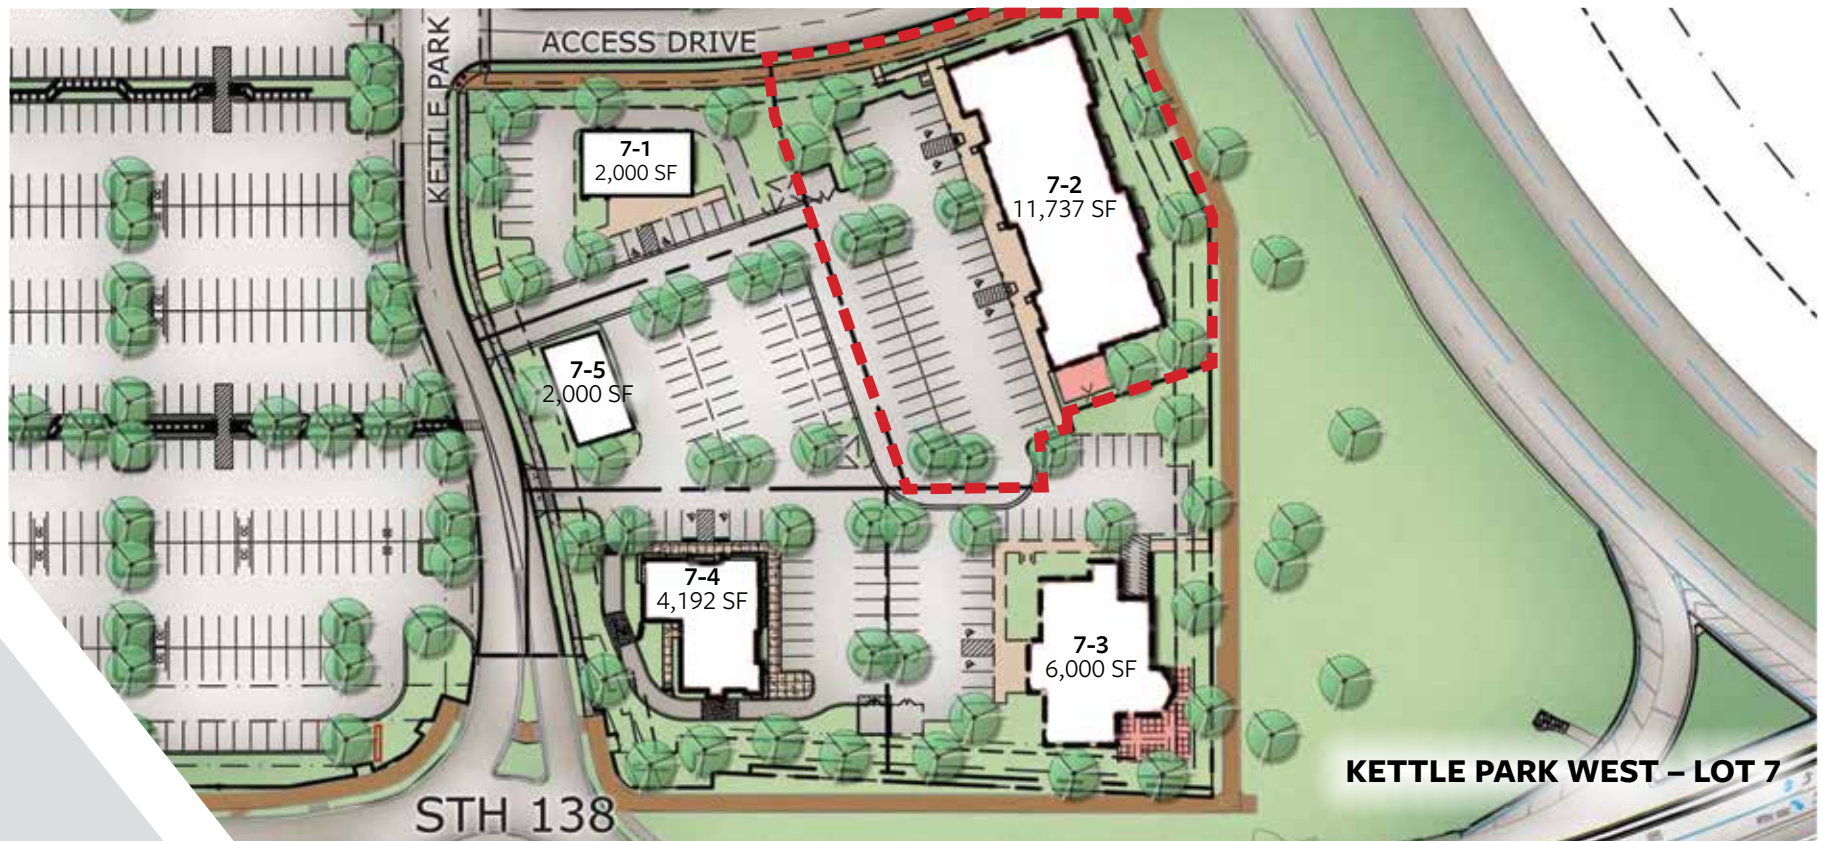 ACCESS DRIVE
KETTLE PARK
7-1
2,000 SF
7-2
11,737 SF
7-5
2,000 SF
7-4
4,192 SF
7-3
6,000 SF
KETTLE PARK WEST – LOT 7
STH 138